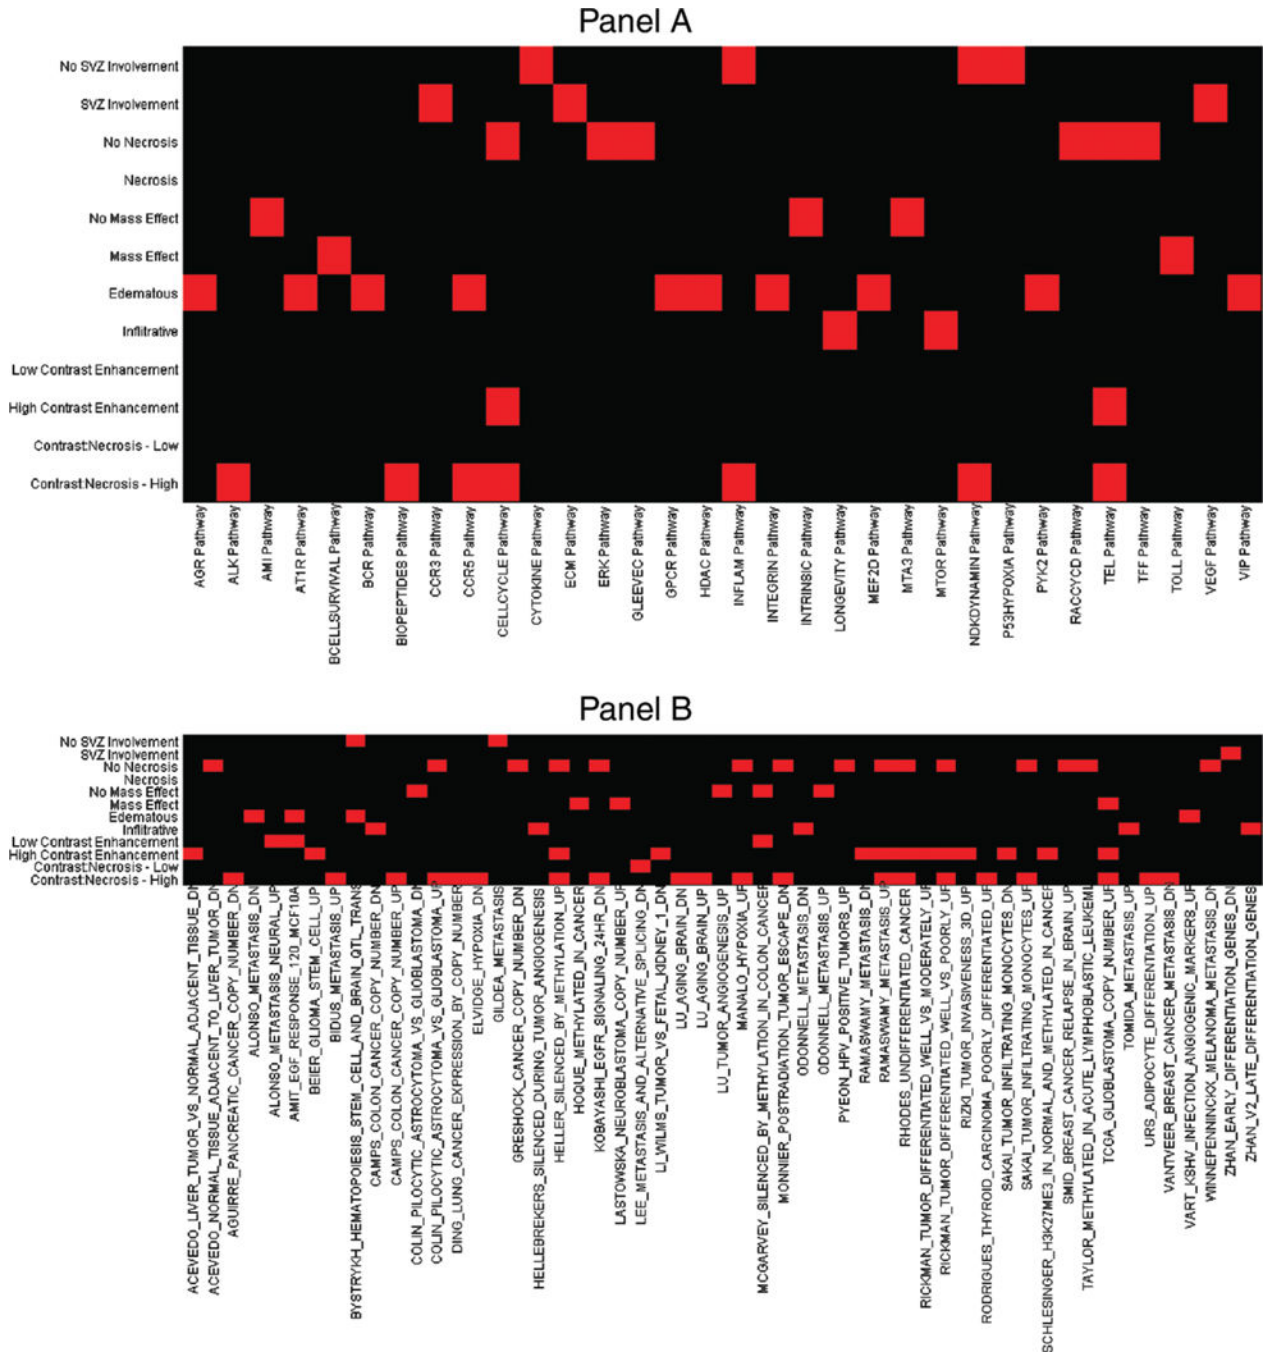 Panel A
No SVZ Involvement
SVZ Involvement
No Necrosis
Necrosis
No Mass Effect
Mass Effect
Edematous
Inflitrative
Low Contrast Enhancement
High Contrast Enhancement
Contrast:Necrosis - Low
Contrast:Necrosis - High
AGR Pathway
ALK Pathway
AMI Pathway
AT1R Pathway
BCELLSURVIVAL Pathway
BCR Pathway
BIOPEPTIDES Pathway
CCR3 Pathway
CCR5 Pathway
CELLCYCLE Pathway
CYTOKINE Pathway
ECM Pathway
ERK Pathway
GLEEVEC Pathway
GPCR Pathway
HDAC Pathway
INFLAM Pathway
INTEGRIN Pathway
INTRINSIC Pathway
LONGEVITY Pathway
MEF2D Pathway
MTA3 Pathway
MTOR Pathway
NDKDYNAMIN Pathway
P53HYPOXIA Pathway
PYK2 Pathway
RACCYCD Pathway
TEL Pathway
TFF Pathway
TOLL Pathway
VEGF Pathway
VIP Pathway
Panel B
No SVZ Involvement
SVZ Involvement
No Necrosis
Necrosis
No Mass Effect
Mass Effect
Edematous
Inflitrative
Low Contrast Enhancement
High Contrast Enhancement
Contrast:Necrosis - Low
Contrast:Necrosis - High
ACEVEDO_LIVER_TUMOR_VS_NORMAL_ADJACENT_TISSUE_DN
ACEVEDO_NORMAL_TISSUE_ADJACENT_TO_LIVER_TUMOR_DN
AGUIRRE_PANCREATIC_CANCER_COPY_NUMBER_DN
ALONSO_METASTASIS_DN
ALONSO_METASTASIS_NEURAL_UP
AMIT_EGF_RESPONSE_120_MCF10A
BEIER_GLIOMA_STEM_CELL_UP
BIDUS_METASTASIS_UP
BYSTRYKH_HEMATOPOIESIS_STEM_CELL_AND_BRAIN_QTL_TRANS
CAMPS_COLON_CANCER_COPY_NUMBER_DN
CAMPS_COLON_CANCER_COPY_NUMBER_UP
COLIN_PILOCYTIC_ASTROCYTOMA_VS_GLIOBLASTOMA_DN
COLIN_PILOCYTIC_ASTROCYTOMA_VS_GLIOBLASTOMA_UP
DING_LUNG_CANCER_EXPRESSION_BY_COPY_NUMBER
ELVIDGE_HYPOXIA_DN
GILDEA_METASTASIS
GRESHOCK_CANCER_COPY_NUMBER_DN
HELLEBREKERS_SILENCED_DURING_TUMOR_ANGIOGENESIS
HELLER_SILENCED_BY_METHYLATION_UP
HOQUE_METHYLATED_IN_CANCER
KOBAYASHI_EGFR_SIGNALING_24HR_DN
LASTOWSKA_NEUROBLASTOMA_COPY_NUMBER_UP
LEE_METASTASIS_AND_ALTERNATIVE_SPLICING_DN
LI_WILMS_TUMOR_VS_FETAL_KIDNEY_1_DN
LU_AGING_BRAIN_DN
LU_AGING_BRAIN_UP
LU_TUMOR_ANGIOGENESIS_UP
MANALO_HYPOXIA_UP
MCGARVEY_SILENCED_BY_METHYLATION_IN_COLON_CANCER
MONNIER_POSTRADIATION_TUMOR_ESCAPE_DN
ODONNELL_METASTASIS_DN
ODONNELL_METASTASIS_UP
PYEON_HPV_POSITIVE_TUMORS_UP
RAMASWAMY_METASTASIS_DN
RAMASWAMY_METASTASIS_UP
RHODES_UNDIFFERENTIATED_CANCER
RICKMAN_TUMOR_DIFFERENTIATED_WELL_VS_MODERATELY_UP
RICKMAN_TUMOR_DIFFERENTIATED_WELL_VS_POORLY_UP
RIZKI_TUMOR_INVASIVENESS_3D_UP
RODRIGUES_THYROID_CARCINOMA_POORLY_DIFFERENTIATED_UP
SAKAI_TUMOR_INFILTRATING_MONOCYTES_DN
SAKAI_TUMOR_INFILTRATING_MONOCYTES_UP
SCHLESINGER_H3K27ME3_IN_NORMAL_AND_METHYLATED_IN_CANCER
SMID_BREAST_CANCER_RELAPSE_IN_BRAIN_UP
TAYLOR_METHYLATED_IN_ACUTE_LYMPHOBLASTIC_LEUKEMIA
TCGA_GLIOBLASTOMA_COPY_NUMBER_UP
TOMIDA_METASTASIS_UP
URS_ADIPOCYTE_DIFFERENTIATION_UP
VANTVEER_BREAST_CANCER_METASTASIS_DN
VART_KSHV_INFECTION_ANGIOGENIC_MARKERS_UP
WINNEPENNINCKX_MELANOMA_METASTASIS_DN
ZHAN_EARLY_DIFFERENTIATION_GENES_DN
ZHAN_V2_LATE_DIFFERENTIATION_GENES